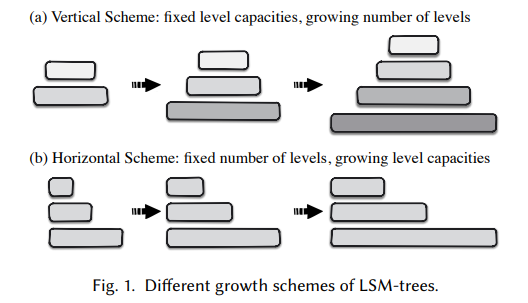 (a) Vertical Scheme: fixed level capacities, growing number of levels
(b) Horizontal Scheme: fixed number of levels, growing level capacities
Fig. 1. Different growth schemes of LSM-trees.